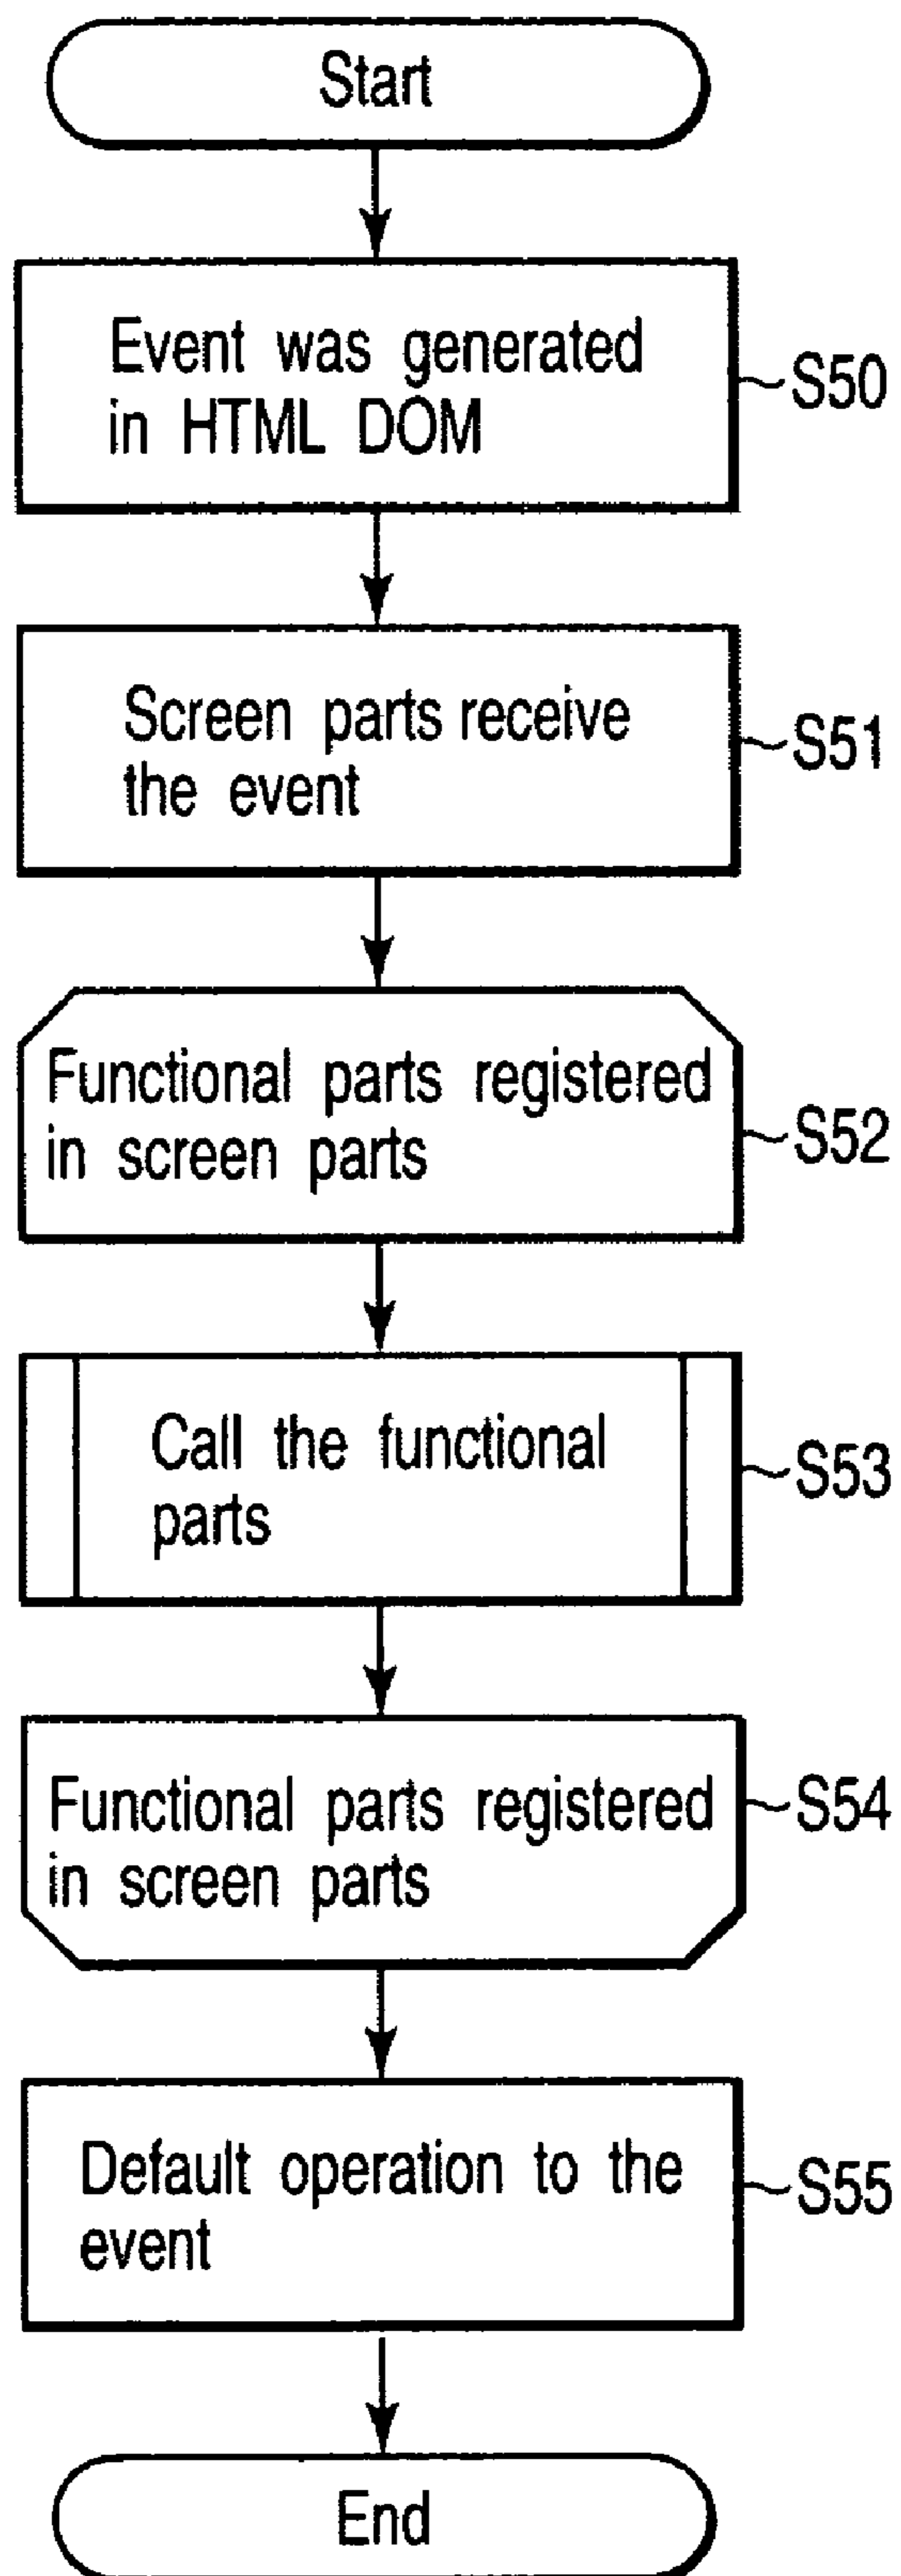 Start
Event was generated
in HTML DOM
S50
Screen parts receive
the event
S51
Functional parts registered
in screen parts
S52
Call the functional
parts
S53
Functional parts registered
in screen parts
S54
Default operation to the
event
S55
End